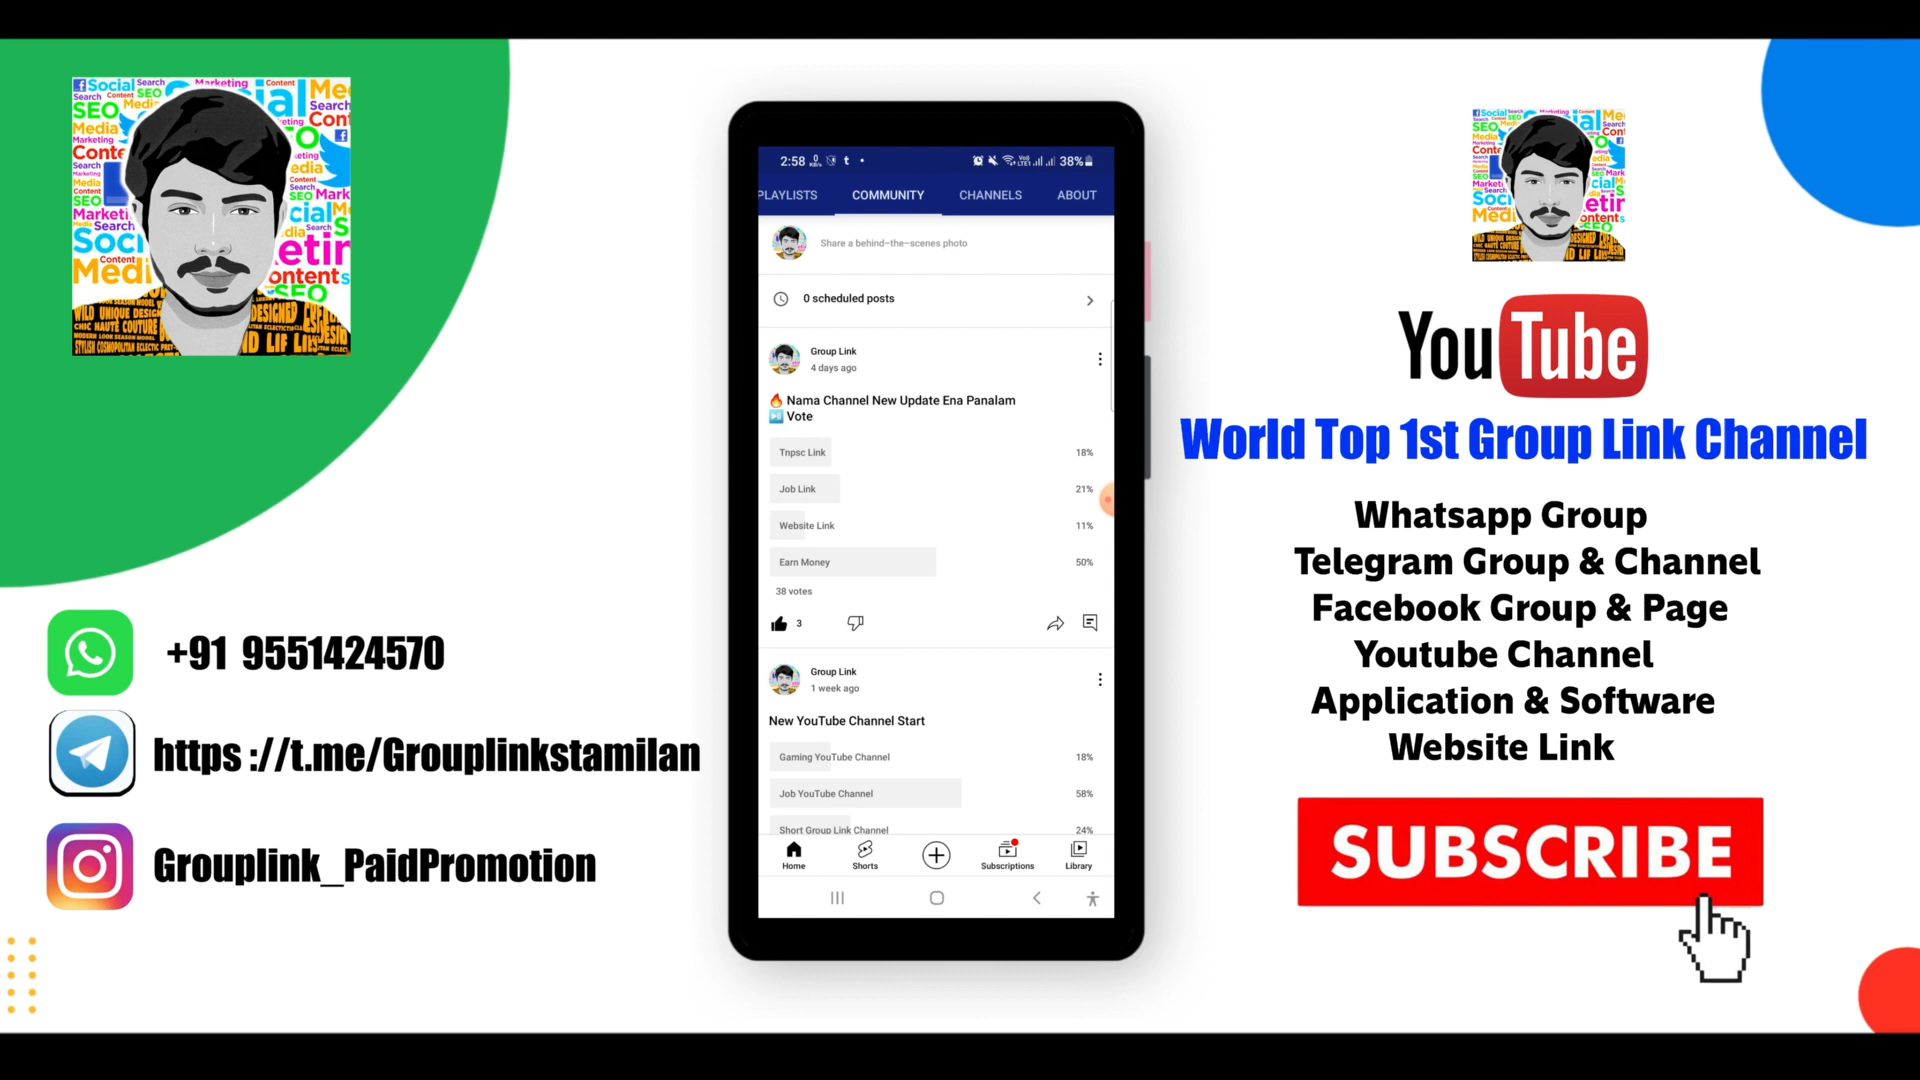 2:58
38%
PLAYLISTS COMMUNITY CHANNELS ABOUT
Share a behind-the-scenes photo
0 scheduled posts
Group Link
4 days ago
🔥 Nama Channel New Update Ena Panalam
⏯️ Vote
Tnpsc Link 18%
Job Link 21%
Website Link 11%
Earn Money 50%
38 votes
3
Group Link
1 week ago
New YouTube Channel Start
Gaming YouTube Channel 18%
Job YouTube Channel 58%
Short Group Link Channel 24%
Home Shorts Subscriptions Library
+91 9551424570
https ://t.me/Grouplinkstamilan
Grouplink_PaidPromotion
YouTube
World Top 1st Group Link Channel
Whatsapp Group
Telegram Group & Channel
Facebook Group & Page
Youtube Channel
Application & Software
Website Link
SUBSCRIBE